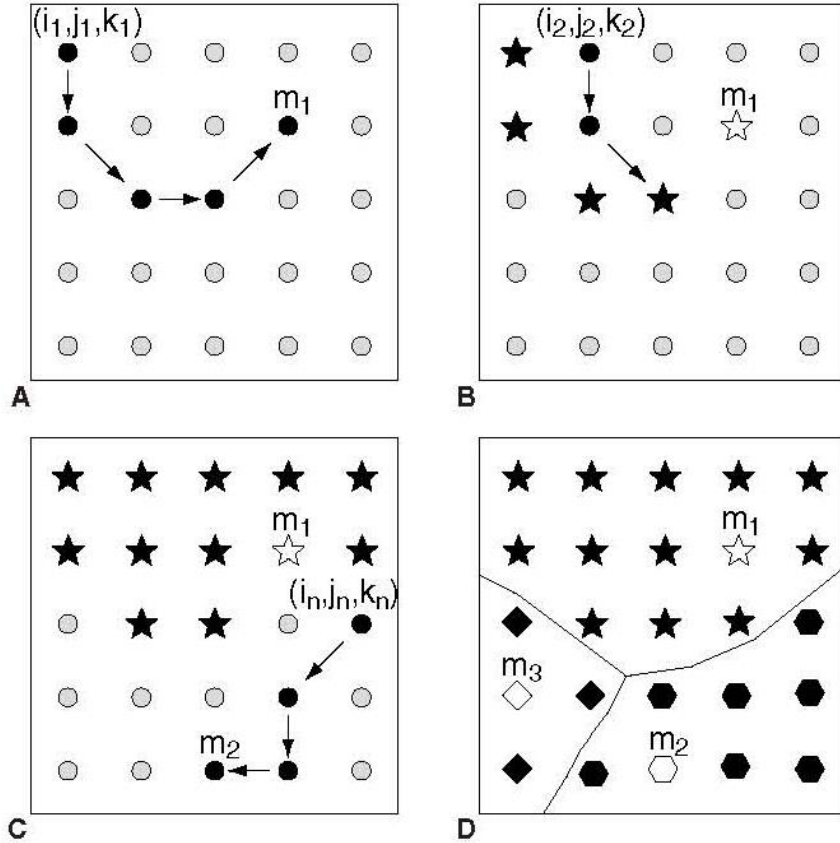 (i₁,j₁,k₁)
m₁
A
(i₂,j₂,k₂)
m₁
B
m₁
(iₙ,jₙ,kₙ)
m₂
C
m₁
m₃
m₂
D